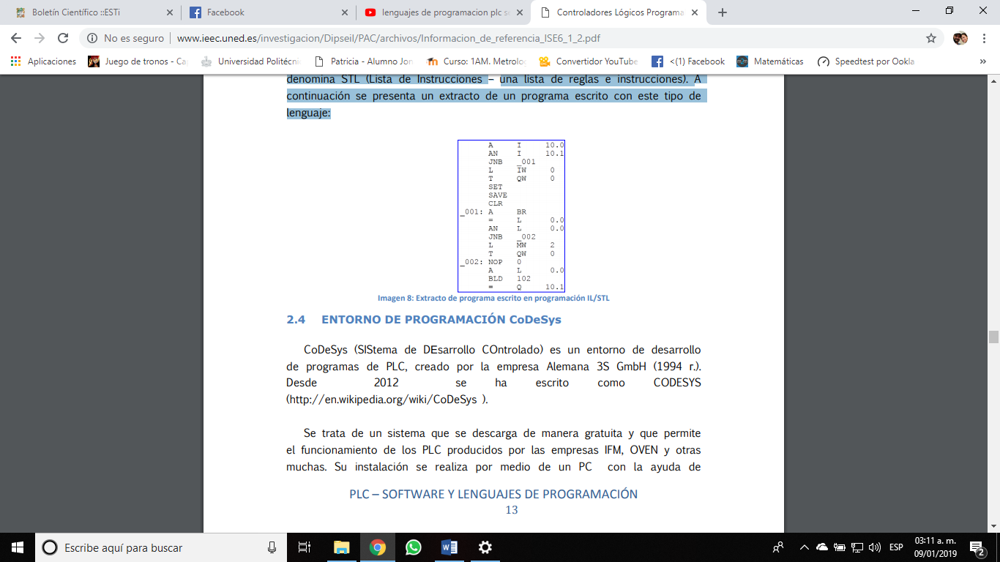 Boletín Científico ::ESTi
Facebook
lenguajes de programacion plc s
Controladores Lógicos Programa
No es seguro | www.ieec.uned.es/investigacion/Dipseil/PAC/archivos/Informacion_de_referencia_ISE6_1_2.pdf
Aplicaciones
Juego de tronos - Ca
Universidad Politécni
Patricia - Alumno Jon
Curso: 1AM. Metrolog
Convertidor YouTube
<(1) Facebook
Matemáticas
Speedtest por Ookla
»
denomina STL (Lista de Instrucciones – una lista de reglas e instrucciones). A
continuación se presenta un extracto de un programa escrito con este tipo de
lenguaje:
A I 10.0
AN I 10.1
JNB _001
L IW 0
T QW 0
SET
SAVE
CLR
_001: A BR
= L 0.0
AN L 0.0
JNB _002
L MW 2
T QW 0
_002: NOP 0
A L 0.0
BLD 102
= Q 10.1
Imagen 8: Extracto de programa escrito en programación IL/STL
2.4 ENTORNO DE PROGRAMACIÓN CoDeSys
CoDeSys (SIStema de DEsarrollo COntrolado) es un entorno de desarrollo
de programas de PLC, creado por la empresa Alemana 3S GmbH (1994 r.).
Desde 2012 se ha escrito como CODESYS
(http://en.wikipedia.org/wiki/CoDeSys ).
Se trata de un sistema que se descarga de manera gratuita y que permite
el funcionamiento de los PLC producidos por las empresas IFM, OVEN y otras
muchas. Su instalación se realiza por medio de un PC con la ayuda de
PLC – SOFTWARE Y LENGUAJES DE PROGRAMACIÓN
13
Escribe aquí para buscar
ESP
03:11 a. m.
09/01/2019
2